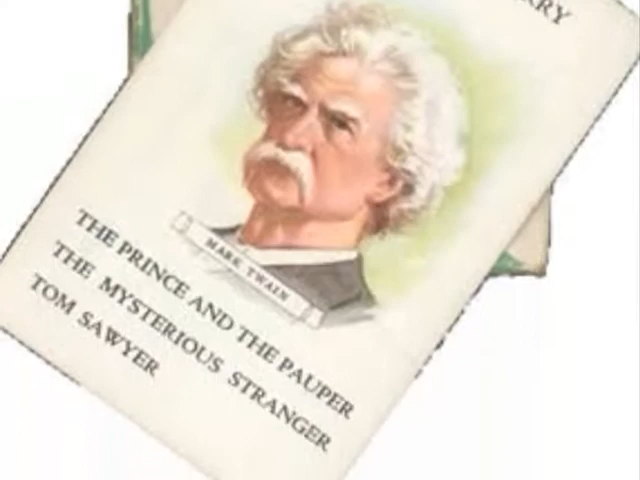 MARK TWAIN
THE PRINCE AND THE PAUPER
THE MYSTERIOUS STRANGER
TOM SAWYER